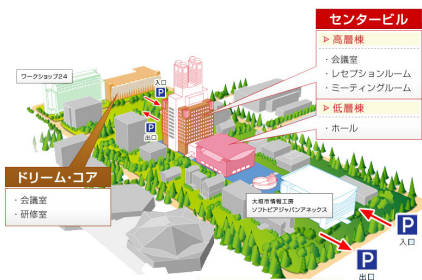 センタービル
高層棟
・会議室
・レセプションルーム
・ミーティングルーム
低層棟
・ホール
ワークショップ24
入口
P
P
出口
ドリーム・コア
・会議室
・研修室
大垣市情報工房
ソフトピアジャパンアネックス
P
入口
P
出口